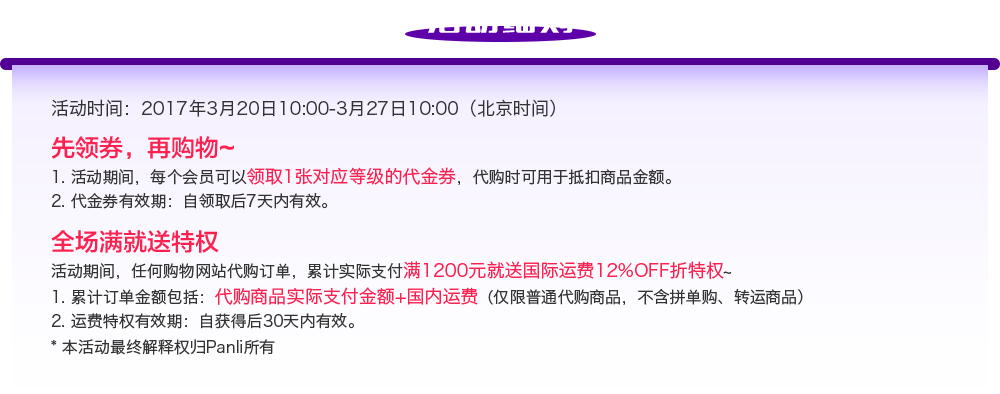 活动细则
活动时间：2017年3月20日10:00-3月27日10:00（北京时间）
先领券，再购物~
1. 活动期间，每个会员可以领取1张对应等级的代金券，代购时可用于抵扣商品金额。
2. 代金券有效期：自领取后7天内有效。
全场满就送特权
活动期间，任何购物网站代购订单，累计实际支付满1200元就送国际运费12%OFF折特权~
1. 累计订单金额包括：代购商品实际支付金额+国内运费（仅限普通代购商品，不含拼单购、转运商品）
2. 运费特权有效期：自获得后30天内有效。
* 本活动最终解释权归Panli所有